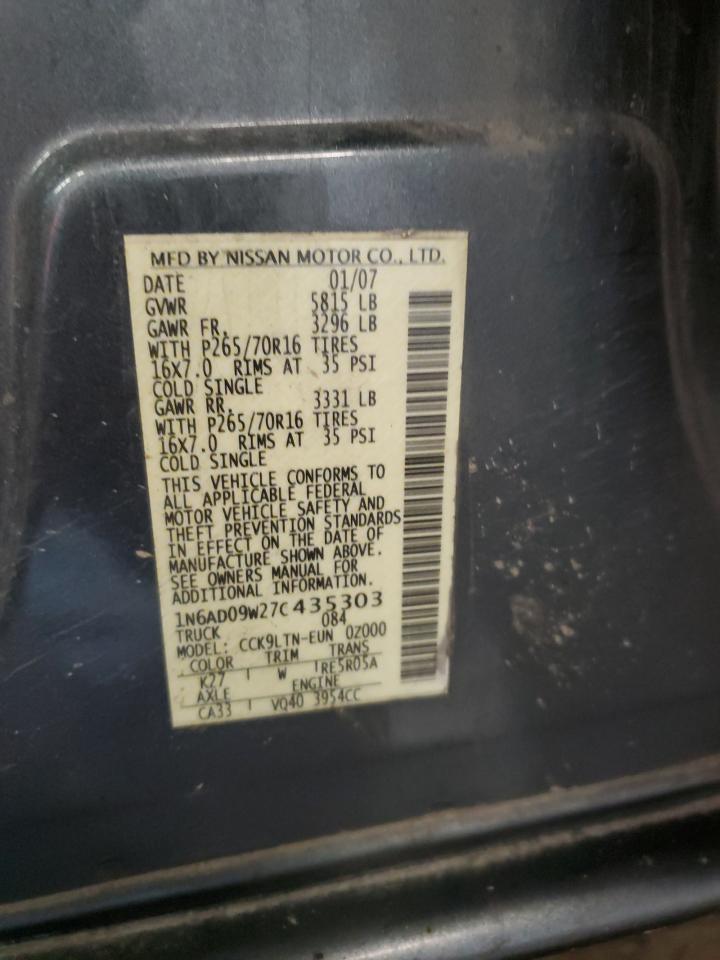 MFD BY NISSAN MOTOR CO., LTD.
DATE 01/07
GVWR 5815 LB
GAWR FR. 3296 LB
WITH P265/70R16 TIRES
16X7.0 RIMS AT 35 PSI
COLD SINGLE
GAWR RR. 3331 LB
WITH P265/70R16 TIRES
16X7.0 RIMS AT 35 PSI
COLD SINGLE
THIS VEHICLE CONFORMS TO
ALL APPLICABLE FEDERAL
MOTOR VEHICLE SAFETY AND
THEFT PREVENTION STANDARDS
IN EFFECT ON THE DATE OF
MANUFACTURE SHOWN ABOVE.
SEE OWNERS MANUAL FOR
ADDITIONAL INFORMATION.
1N6AD09W27C435303
TRUCK 084
MODEL: CCK9LTN-EUN 0Z000
COLOR TRIM TRANS
K27 W RE5R05A
AXLE ENGINE
CA33 VQ40 3954CC